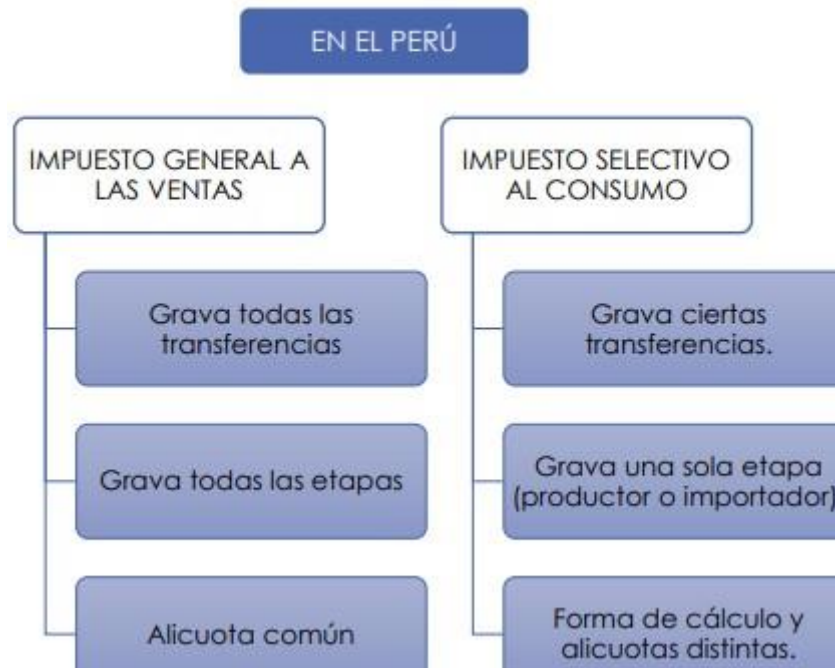 EN EL PERÚ
IMPUESTO GENERAL A
LAS VENTAS
Grava todas las
transferencias
Grava todas las etapas
Alicuota común
IMPUESTO SELECTIVO
AL CONSUMO
Grava ciertas
transferencias.
Grava una sola etapa
(productor o importador)
Forma de cálculo y
alicuotas distintas.